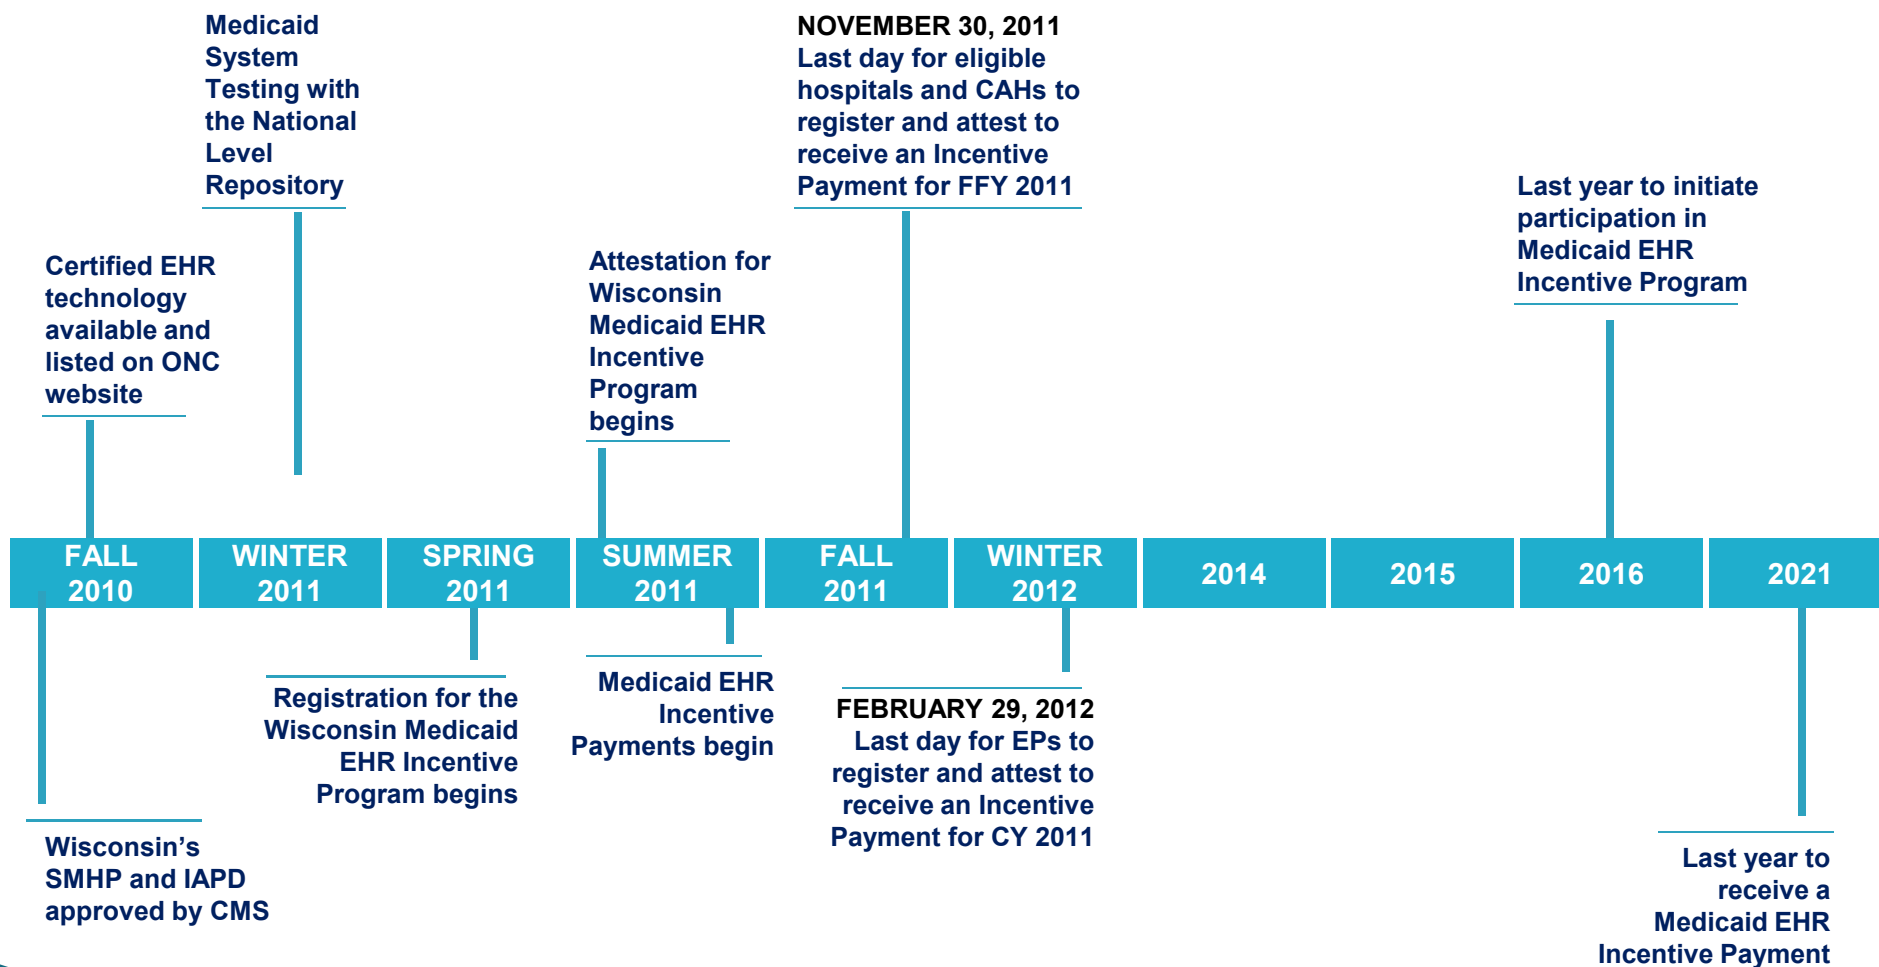 Medicaid
System
Testing with
the National
Level
Repository
NOVEMBER 30, 2011
Last day for eligible
hospitals and CAHs to
register and attest to
receive an Incentive
Payment for FFY 2011
Last year to initiate
participation in
Medicaid EHR
Incentive Program
Certified EHR
technology
available and
listed on ONC
website
Attestation for
Wisconsin
Medicaid EHR
Incentive
Program
begins
FALL
2010
WINTER
2011
SPRING
2011
SUMMER
2011
FALL
2011
WINTER
2012
2014
2015
2016
2021
Registration for the
Wisconsin Medicaid
EHR Incentive
Program begins
Medicaid EHR
Incentive
Payments begin
FEBRUARY 29, 2012
Last day for EPs to
register and attest to
receive an Incentive
Payment for CY 2011
Wisconsin’s
SMHP and IAPD
approved by CMS
Last year to
receive a
Medicaid EHR
Incentive Payment